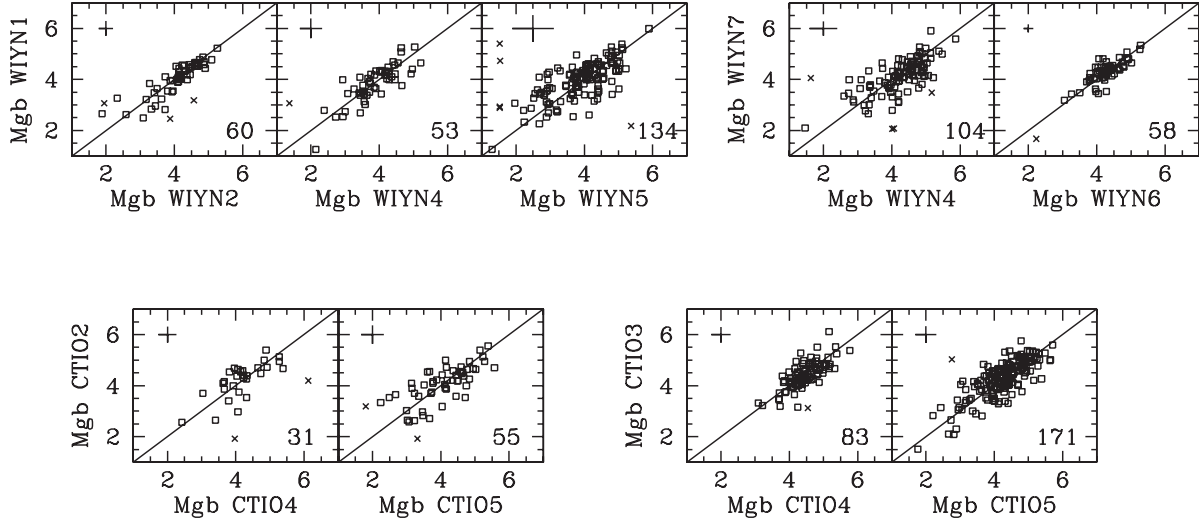 Mgb WIYN1
6
4
2
60
53
134
2 4 6
2 4 6
2 4 6
Mgb WIYN2
Mgb WIYN4
Mgb WIYN5
Mgb WIYN7
6
4
2
104
58
2 4 6
2 4 6
Mgb WIYN4
Mgb WIYN6
Mgb CTIO2
6
4
2
31
55
2 4 6
2 4 6
Mgb CTIO4
Mgb CTIO5
Mgb CTIO3
6
4
2
83
171
2 4 6
2 4 6
Mgb CTIO4
Mgb CTIO5